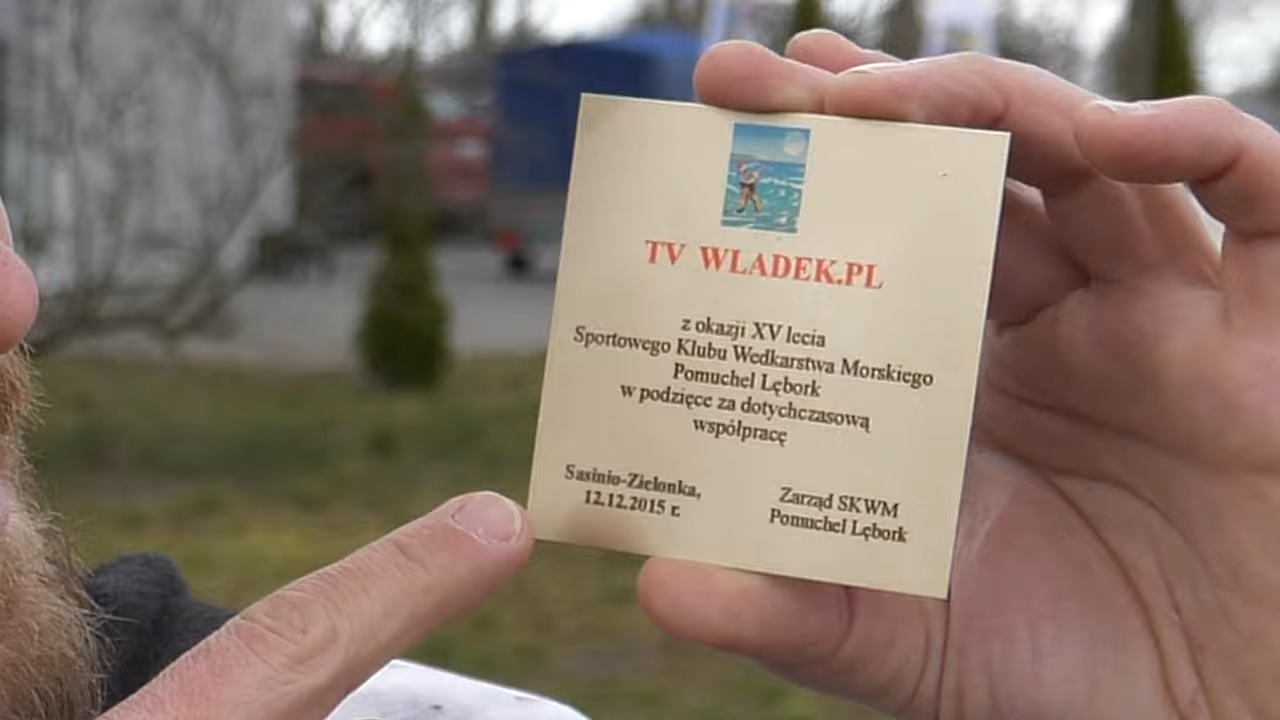 TV WLADEK.PL
z okazji XV lecia
Sportowego Klubu Wedkarstwa Morskiego
Pomuchel Lębork
w podzięce za dotychczasową
współpracę
Sasinio-Zielonka,
12.12.2015 r.
Zarząd SKWM
Pomuchel Lębork